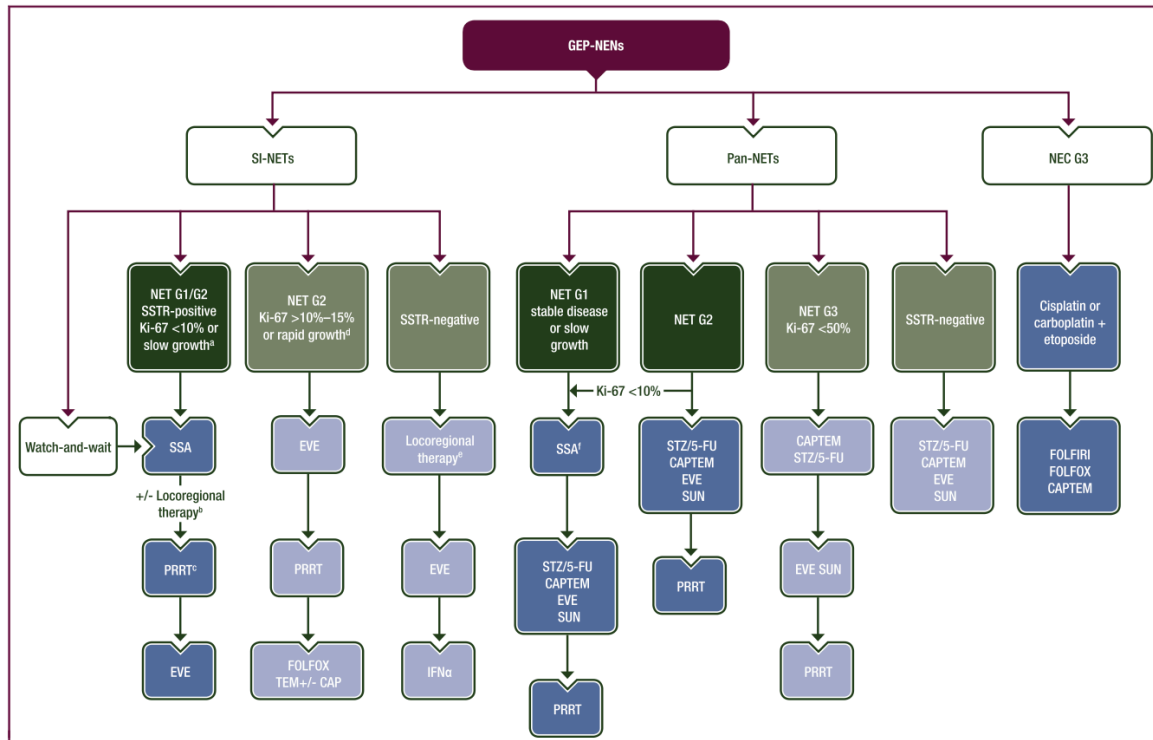 GEP-NENs
SI-NETs
Pan-NETs
NEC G3
NET G1/G2
SSTR-positive
Ki-67 <10% or
slow growthᵃ
NET G2
Ki-67 >10%–15%
or rapid growthᵈ
SSTR-negative
NET G1
stable disease
or slow
growth
NET G2
NET G3
Ki-67 <50%
SSTR-negative
Cisplatin or
carboplatin +
etoposide
Ki-67 <10%
Watch-and-wait
SSA
EVE
Locoregional
therapyᵉ
SSAᶠ
STZ/5-FU
CAPTEM
EVE
SUN
CAPTEM
STZ/5-FU
STZ/5-FU
CAPTEM
EVE
SUN
FOLFIRI
FOLFOX
CAPTEM
+/- Locoregional
therapyᵇ
PRRTᶜ
PRRT
EVE
STZ/5-FU
CAPTEM
EVE
SUN
PRRT
EVE SUN
EVE
FOLFOX
TEM+/- CAP
IFNα
PRRT
PRRT